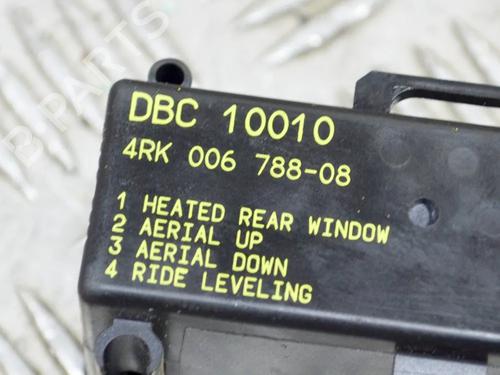 DBC 10010
4RK 006 788-08
1 HEATED REAR WINDOW
2 AERIAL UP
3 AERIAL DOWN
4 RIDE LEVELING